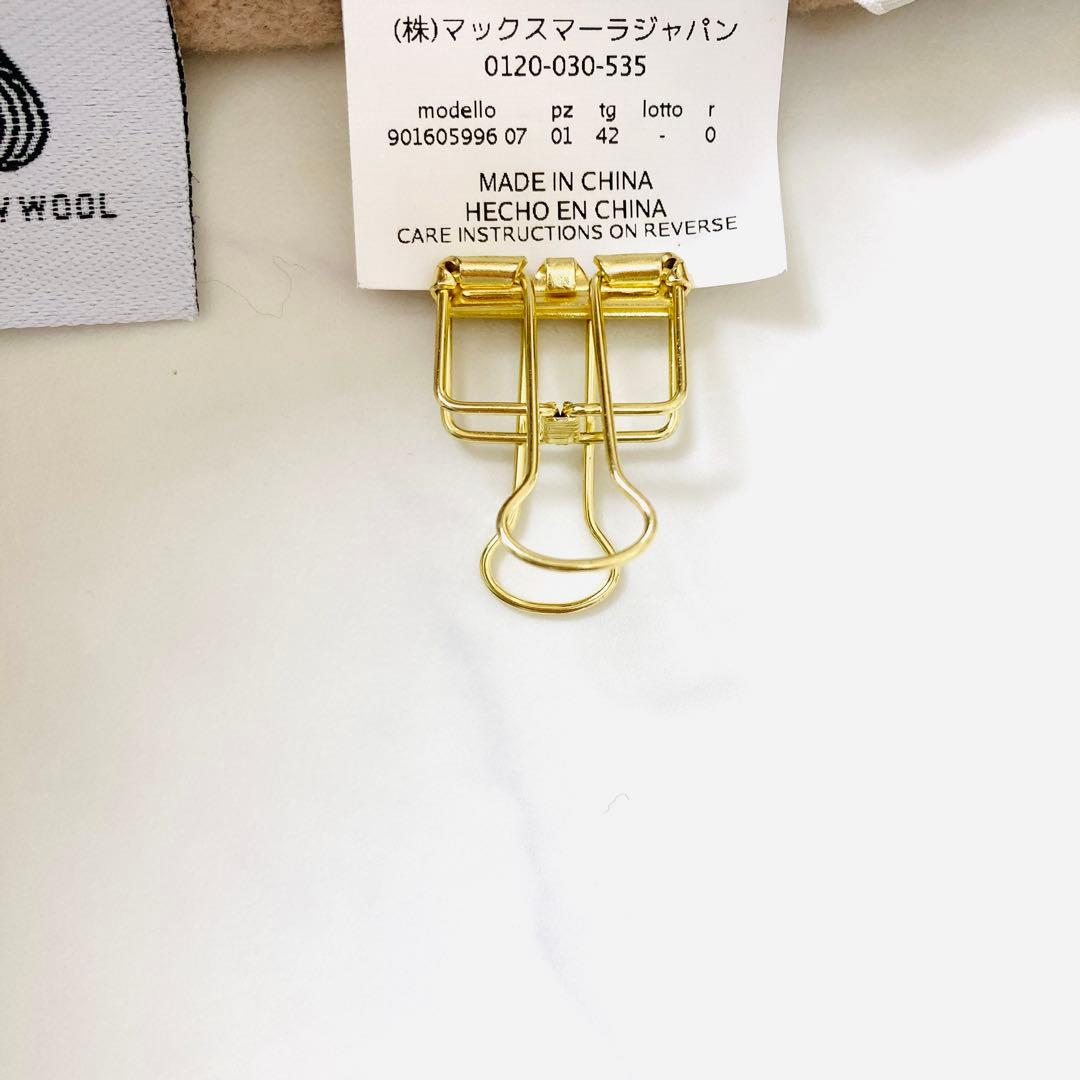 (株)マックスマーラジャパン
0120-030-535
modello pz tg lotto r
901605996 07 01 42 - 0
MADE IN CHINA
HECHO EN CHINA
CARE INSTRUCTIONS ON REVERSE
WOOL